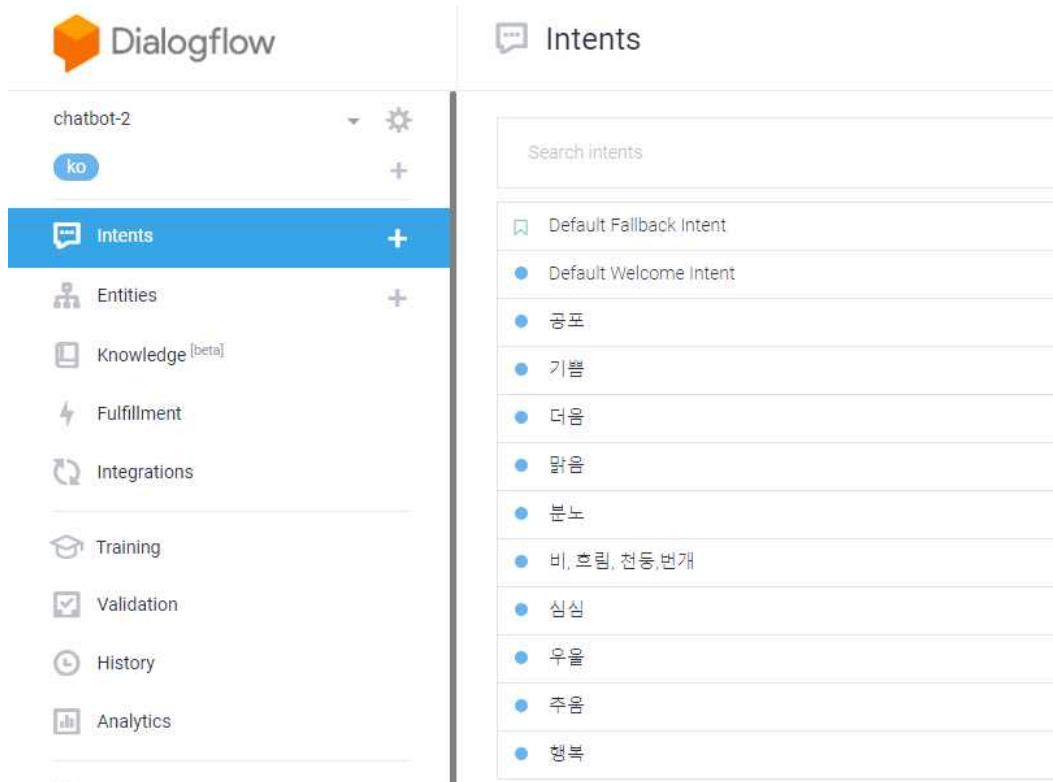 Dialogflow
Intents
chatbot-2
ko
Intents
Entities
Knowledge [beta]
Fulfillment
Integrations
Training
Validation
History
Analytics
Search intents
Default Fallback Intent
Default Welcome Intent
공포
기쁨
더움
맑음
분노
비, 흐림, 천둥,번개
심심
우울
추움
행복